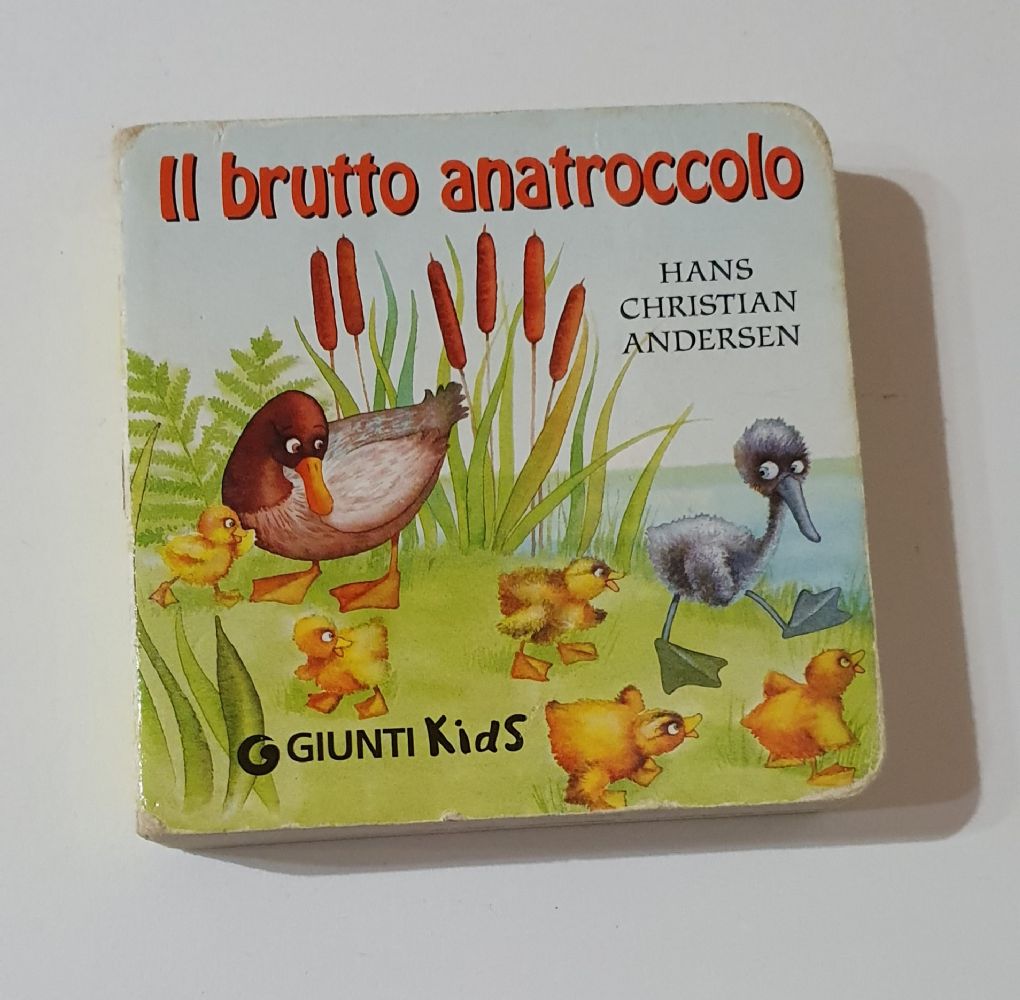 Il brutto anatroccolo
HANS
CHRISTIAN
ANDERSEN
GIUNTI Kids